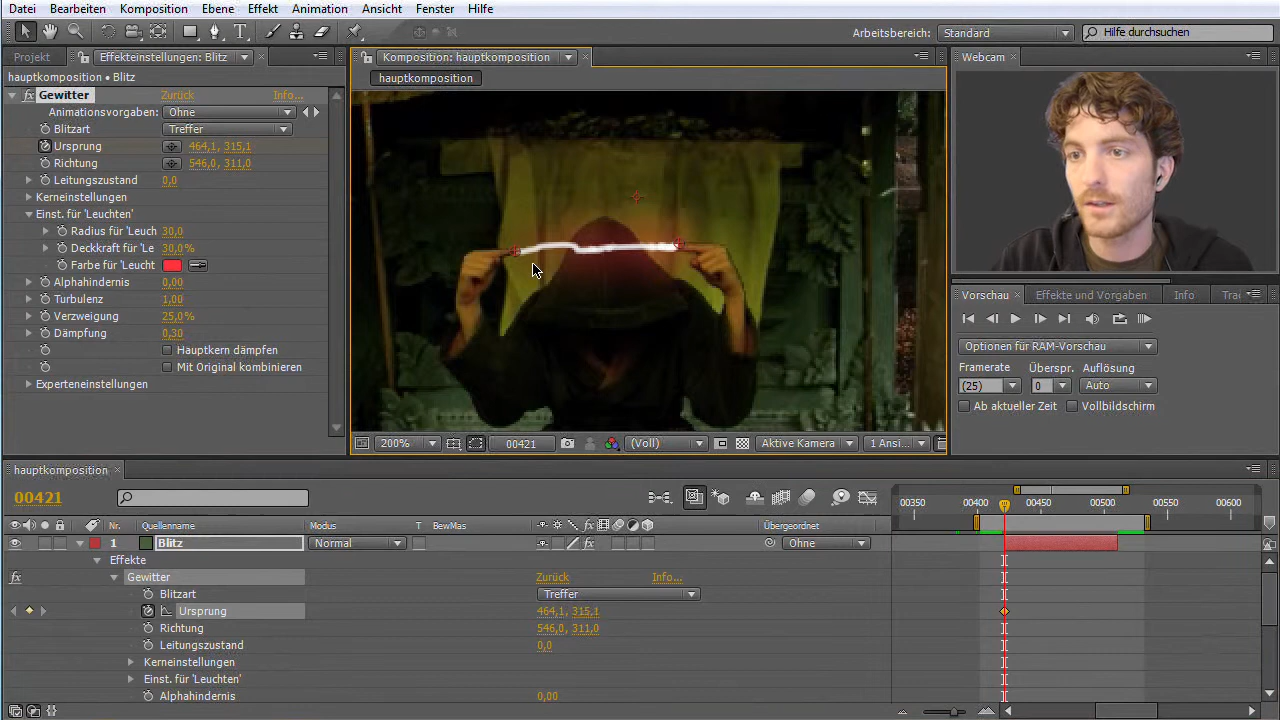 Datei Bearbeiten Komposition Ebene Effekt Animation Ansicht Fenster Hilfe
Arbeitsbereich: Standard Hilfe durchsuchen
Projekt Effekteinstellungen: Blitz Komposition: hauptkomposition Webcam
hauptkomposition • Blitz hauptkomposition
Gewitter Zurück Info...
Animationsvorgaben: Ohne
Blitzart Treffer
Ursprung 464,1, 315,1
Richtung 546,0, 311,0
Leitungszustand 0,0
Kerneinstellungen
Einst. für 'Leuchten'
Radius für 'Leuch 30,0
Deckkraft für 'Le 30,0%
Farbe für 'Leucht
Alphahindernis 0,00
Turbulenz 1,00
Verzweigung 25,0%
Dämpfung 0,30
Hauptkern dämpfen
Mit Original kombinieren
Experteneinstellungen
200% 00421 (Voll) Aktive Kamera 1 Ansi...
Vorschau Effekte und Vorgaben Info Trac
Optionen für RAM-Vorschau
Framerate Überspr. Auflösung
(25) 0 Auto
Ab aktueller Zeit Vollbildschirm
hauptkomposition
00421
00350 00400 00450 00500 00550 00600
Nr. Quellenname Modus T BewMas Übergeordnet
1 Blitz Normal Ohne
Effekte
Gewitter Zurück Info...
Blitzart Treffer
Ursprung 464,1, 315,1
Richtung 546,0, 311,0
Leitungszustand 0,0
Kerneinstellungen
Einst. für 'Leuchten'
Alphahindernis 0,00